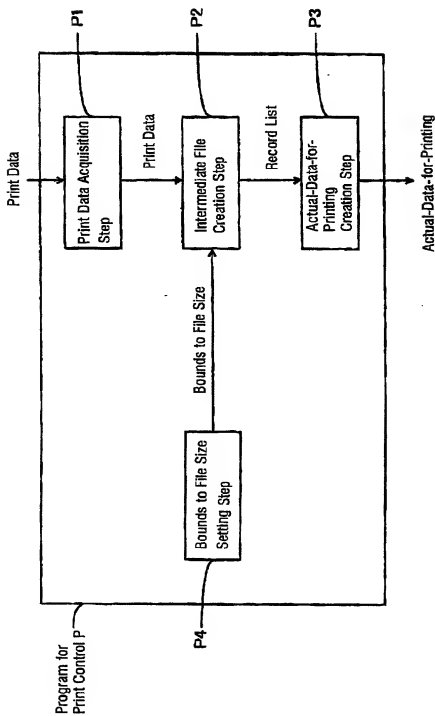 Print Data
P1
Print Data Acquisition
Step
Print Data
P2
Intermediate File
Creation Step
Bounds to File Size
Record List
P3
Actual-Data-for-
Printing
Creation Step
Actual-Data-for-Printing
Bounds to File Size
Setting Step
P4
Program for
Print Control P